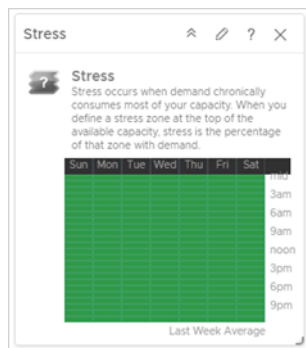 Stress
?
Stress
Stress occurs when demand chronically
consumes most of your capacity. When you
define a stress zone at the top of the
available capacity, stress is the percentage
of that zone with demand.
Sun Mon Tue Wed Thu Fri Sat
mid
3am
6am
9am
noon
3pm
6pm
9pm
Last Week Average